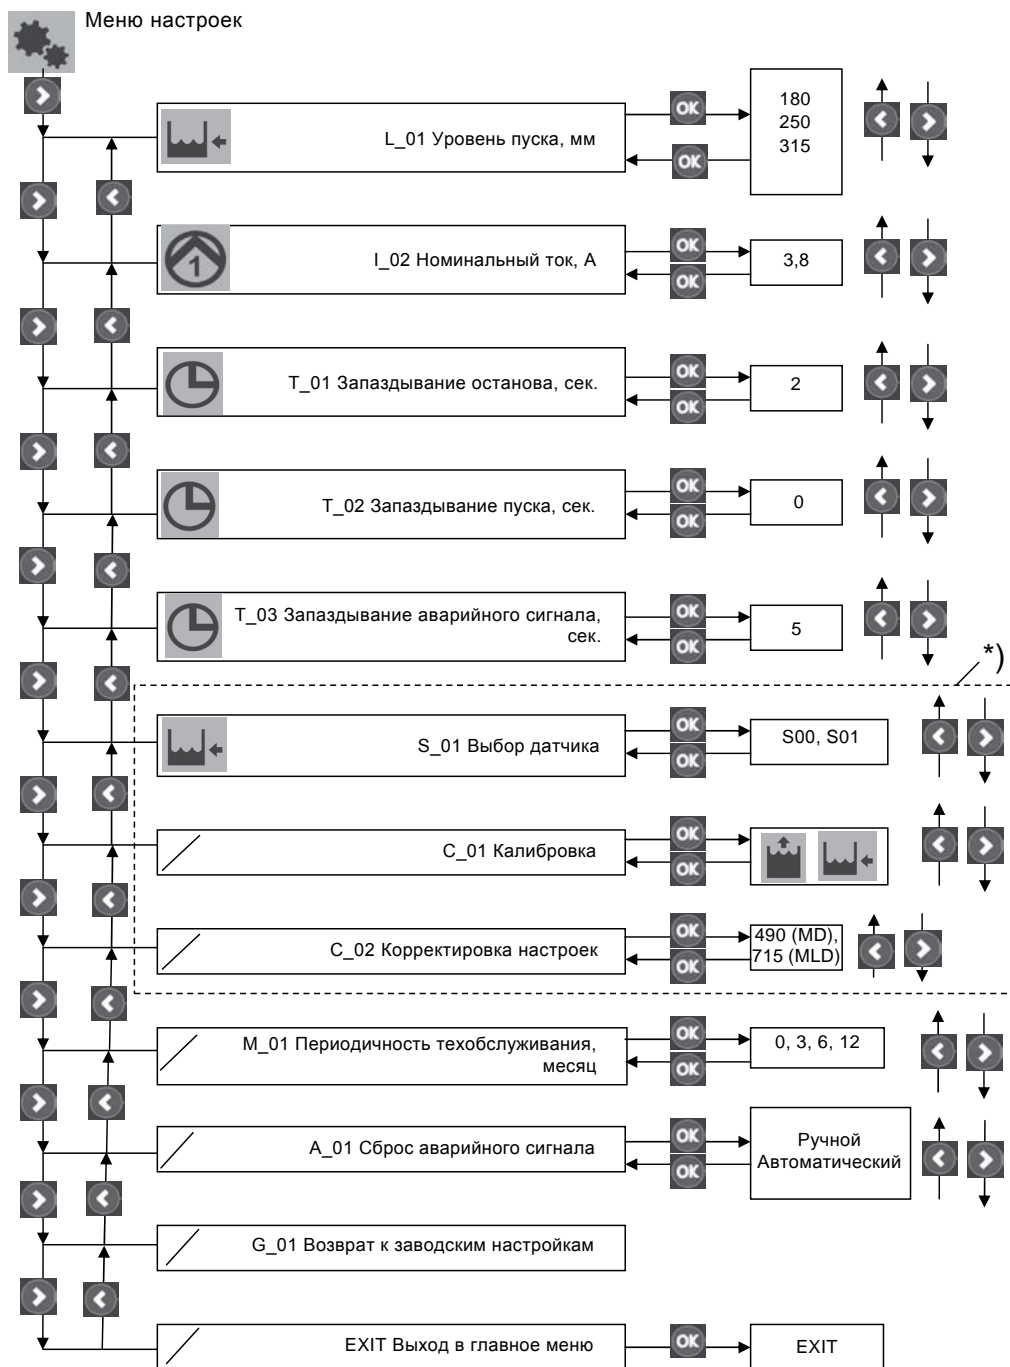 Меню настроек
L_01 Уровень пуска, мм
OK
OK
180
250
315
1
I_02 Номинальный ток, А
OK
OK
3,8
T_01 Запаздывание останова, сек.
OK
OK
2
T_02 Запаздывание пуска, сек.
OK
OK
0
T_03 Запаздывание аварийного сигнала,
сек.
OK
OK
5
*)
S_01 Выбор датчика
OK
OK
S00, S01
C_01 Калибровка
OK
OK
C_02 Корректировка настроек
OK
OK
490 (MD),
715 (MLD)
M_01 Периодичность техобслуживания,
месяц
OK
OK
0, 3, 6, 12
A_01 Сброс аварийного сигнала
OK
OK
Ручной
Автоматический
G_01 Возврат к заводским настройкам
EXIT Выход в главное меню
OK
EXIT